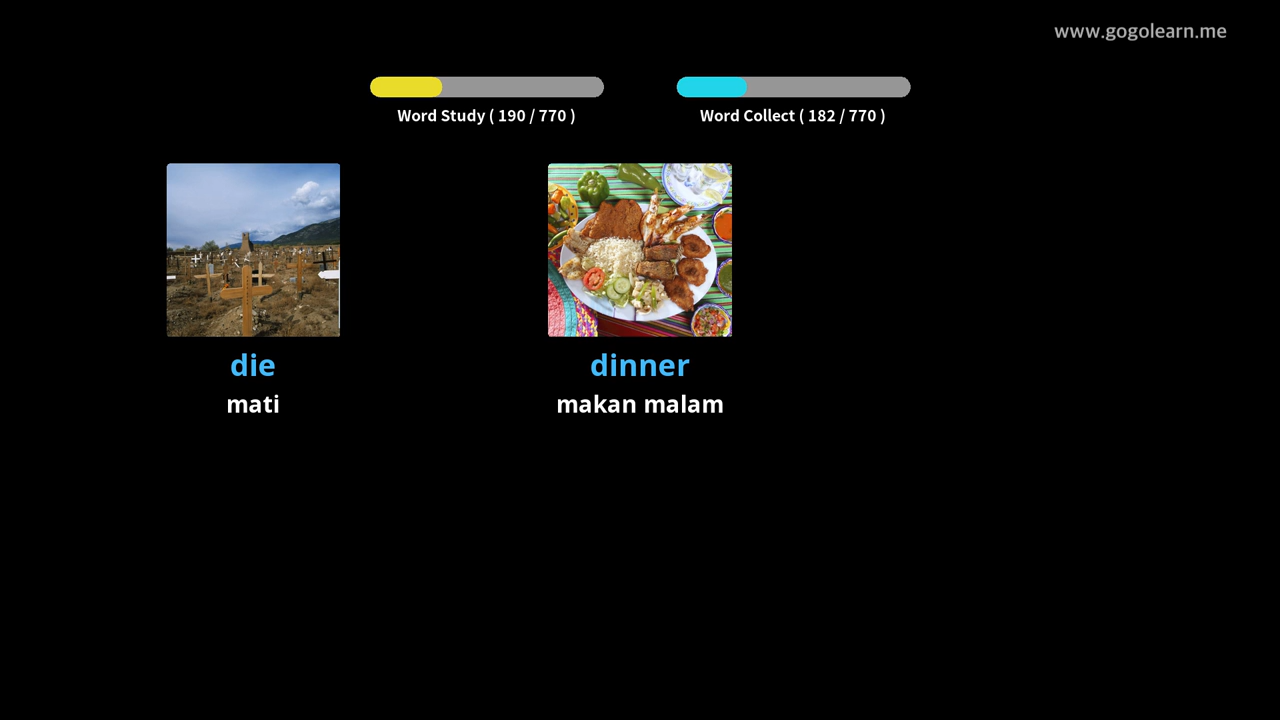 www.gogolearn.me
Word Study ( 190 / 770 )
Word Collect ( 182 / 770 )
die
mati
dinner
makan malam